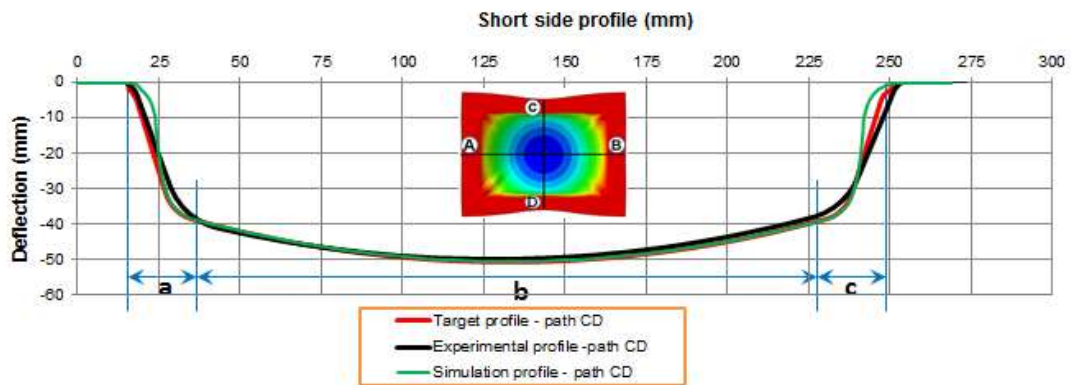 Short side profile (mm)
0 25 50 75 100 125 150 175 200 225 250 275 300
Deflection (mm)
0
-10
-20
-30
-40
-50
-60
C
A
B
D
a
b
c
Target profile - path CD
Experimental profile -path CD
Simulation profile - path CD